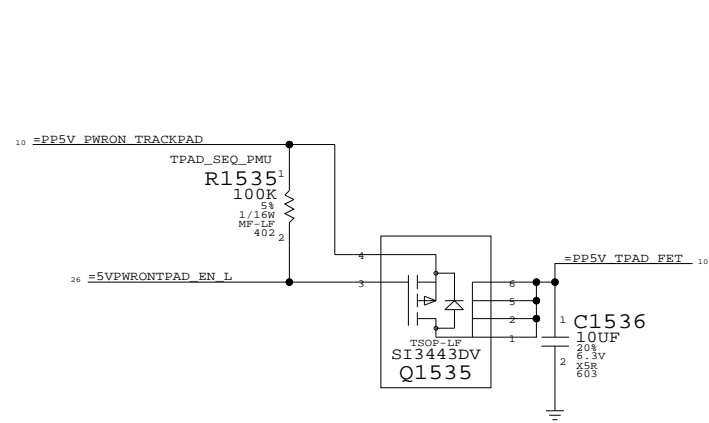 10 =PP5V_PWRON_TRACKPAD
TPAD_SEQ_PMU
R1535 1
100K
5%
1/16W
MF-LF
402 2
26 =5VPWRONTPAD_EN_L
4
3
6
5
2
1
TSOP-LF
SI3443DV
Q1535
=PP5V_TPAD_FET 10
1 C1536
10UF
20%
6.3V
2 X5R
603